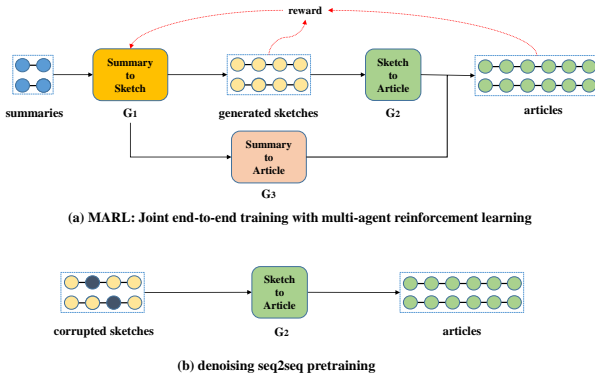 reward
Summary
to
Sketch
Sketch
to
Article
summaries
G1
generated sketches
G2
articles
Summary
to
Article
G3
(a) MARL: Joint end-to-end training with multi-agent reinforcement learning
Sketch
to
Article
corrupted sketches
G2
articles
(b) denoising seq2seq pretraining